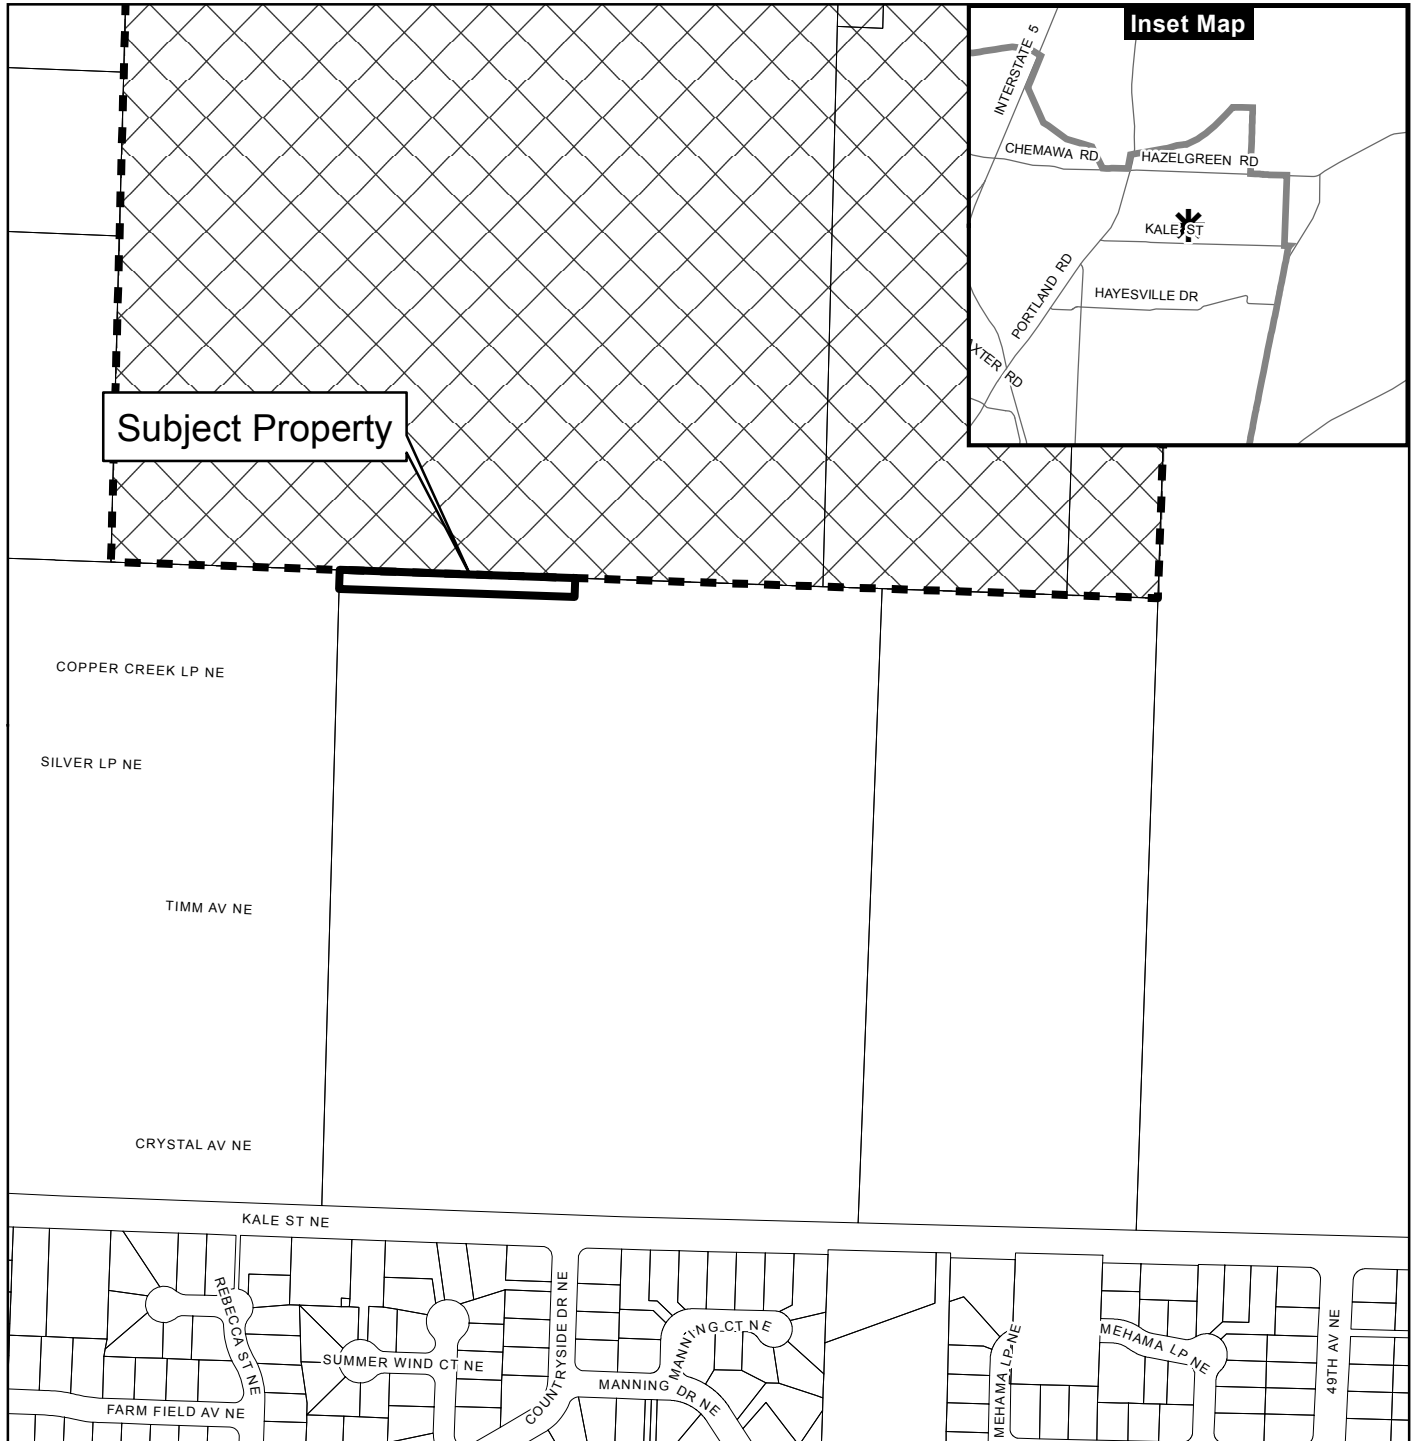 Inset Map
INTERSTATE 5
CHEMAWA RD
HAZELGREEN RD
KALE ST
PORTLAND RD
HAYESVILLE DR
RD
Subject Property
COPPER CREEK LP NE
SILVER LP NE
TIMM AV NE
CRYSTAL AV NE
KALE ST NE
REBECCA ST NE
SUMMER WIND CT NE
FARM FIELD AV NE
COUNTRYSIDE DR NE
MANNING CT NE
MANNING DR NE
MEHAMA LP NE
MEHAMA LP NE
49TH AV NE